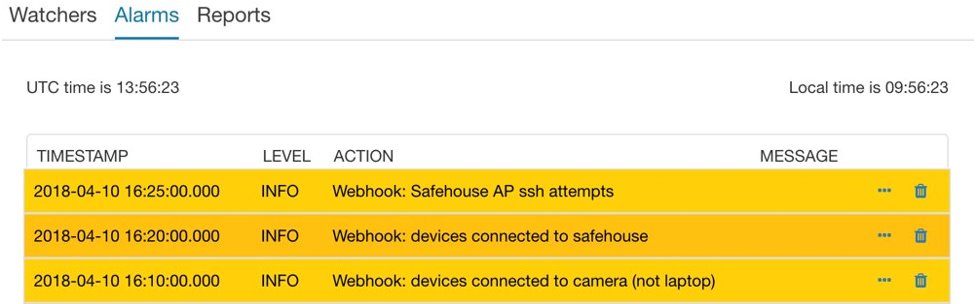 Watchers Alarms Reports
UTC time is 13:56:23 Local time is 09:56:23
TIMESTAMP LEVEL ACTION MESSAGE
2018-04-10 16:25:00.000 INFO Webhook: Safehouse AP ssh attempts
2018-04-10 16:20:00.000 INFO Webhook: devices connected to safehouse
2018-04-10 16:10:00.000 INFO Webhook: devices connected to camera (not laptop)